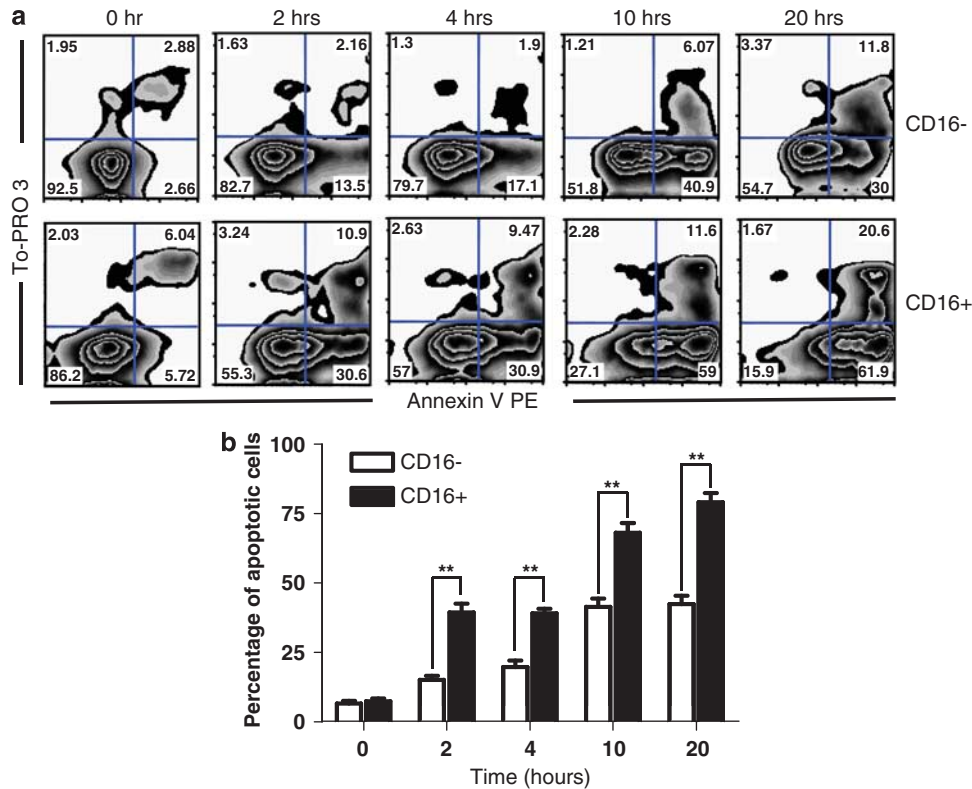 a
0 hr 2 hrs 4 hrs 10 hrs 20 hrs
1.95 2.88 1.63 2.16 1.3 1.9 1.21 6.07 3.37 11.8
CD16-
92.5 2.66 82.7 13.5 79.7 17.1 51.8 40.9 54.7 30
To-PRO 3
2.03 6.04 3.24 10.9 2.63 9.47 2.28 11.6 1.67 20.6
CD16+
86.2 5.72 55.3 30.6 57 30.9 27.1 59 15.9 61.9
Annexin V PE
b
Percentage of apoptotic cells
100
75
50
25
0
CD16-
CD16+
** ** ** **
0 2 4 10 20
Time (hours)